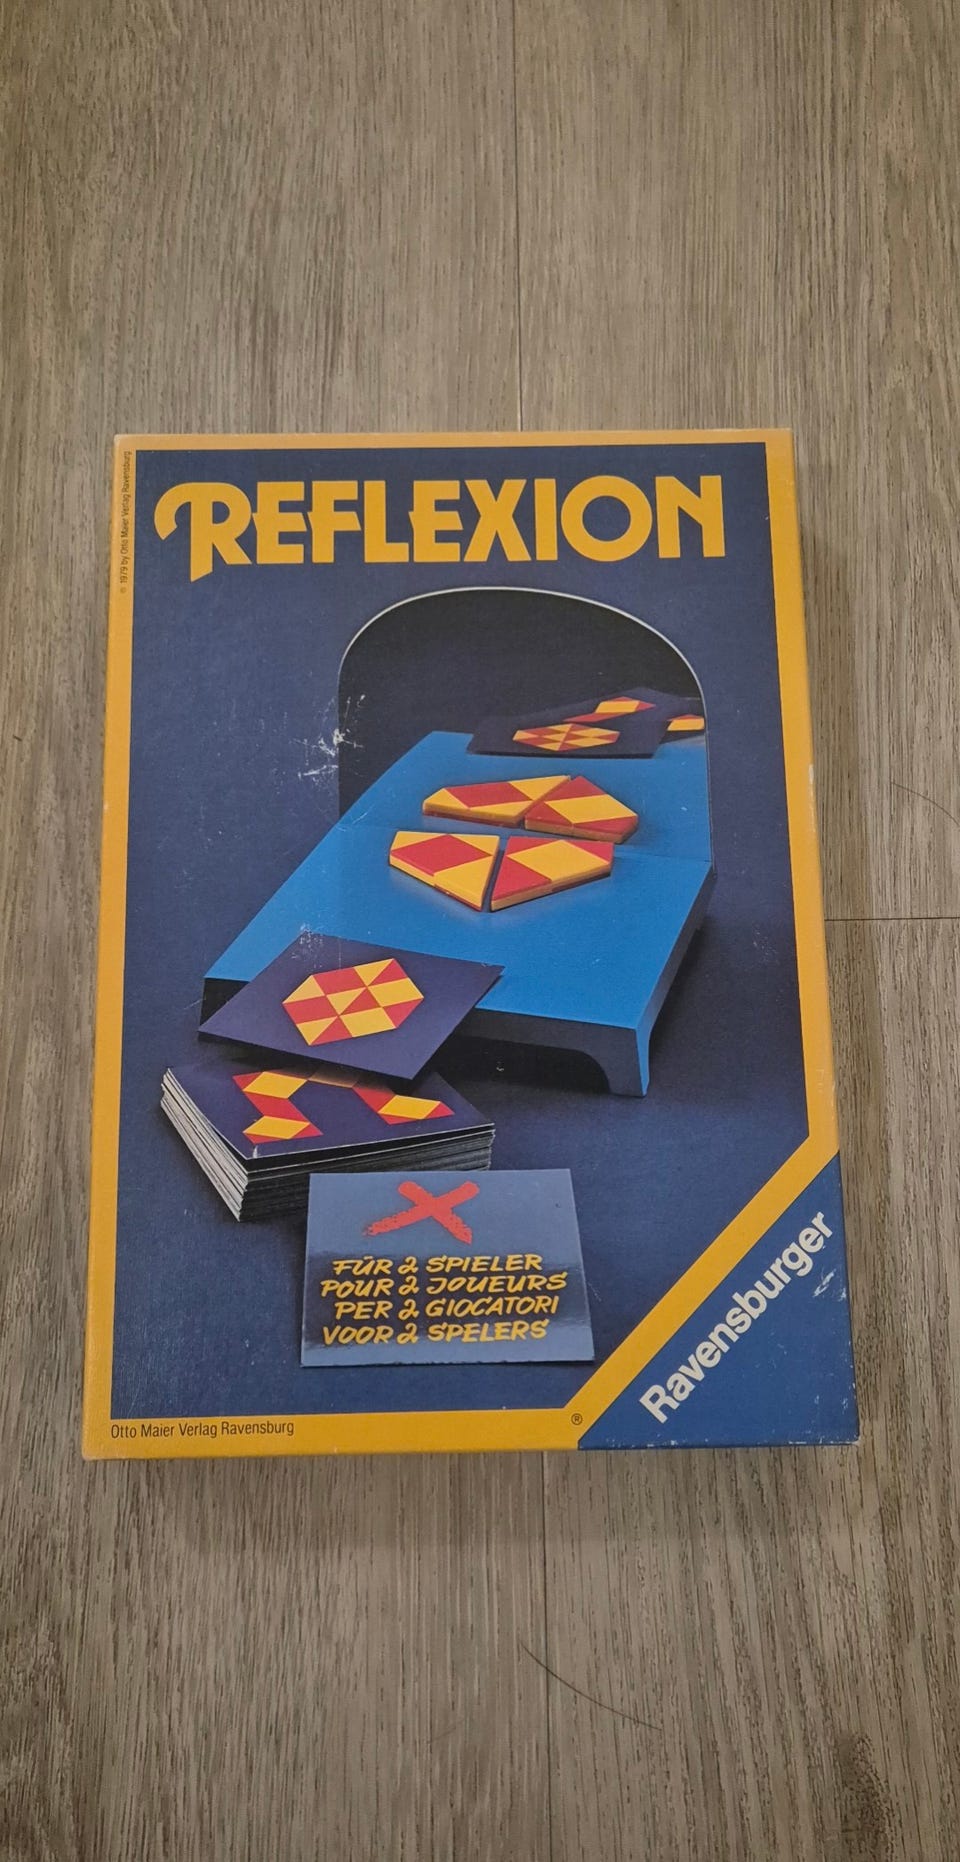 © 1979 by Otto Maier Verlag Ravensburg
REFLEXION
FÜR 2 SPIELER
POUR 2 JOUEURS
PER 2 GIOCATORI
VOOR 2 SPELERS
Ravensburger
®
Otto Maier Verlag Ravensburg